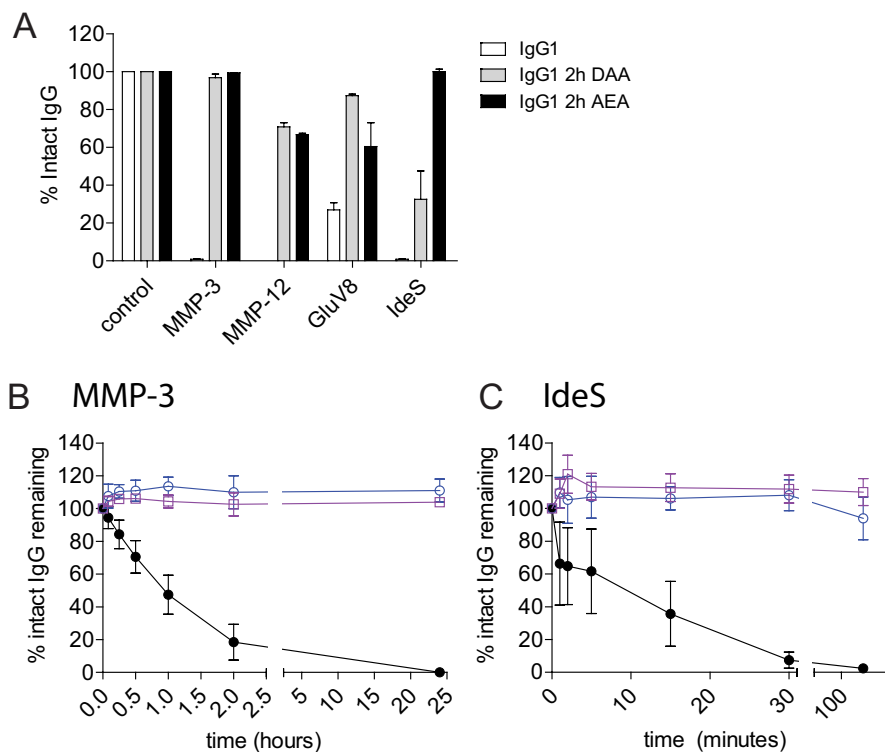 A
% Intact IgG
120
100
80
60
40
20
0
control
MMP-3
MMP-12
GluV8
IdeS
IgG1
IgG1 2h DAA
IgG1 2h AEA
B MMP-3
% intact IgG remaining
140
120
100
80
60
40
20
0
0.0 0.5 1.0 1.5 2.0 2.5 5 10 15 20 25
time (hours)
C IdeS
% intact IgG remaining
140
120
100
80
60
40
20
0
0 10 20 30 100
time (minutes)